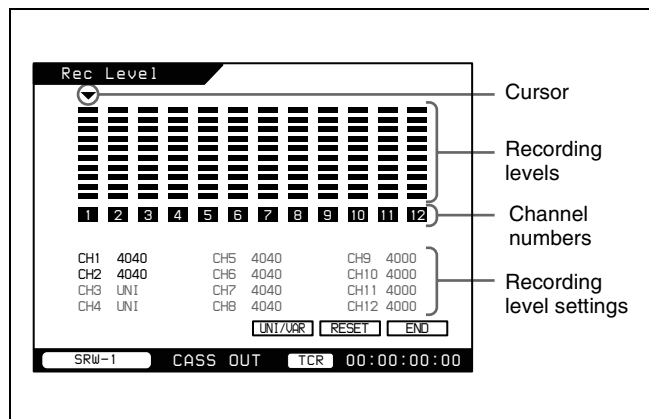 Rec Level
Cursor
Recording levels
1 2 3 4 5 6 7 8 9 10 11 12
Channel numbers
CH1 4040 CH5 4040 CH9 4000
CH2 4040 CH6 4040 CH10 4000
CH3 UNI CH7 4040 CH11 4000
CH4 UNI CH8 4040 CH12 4000
Recording level settings
UNI/VAR RESET END
SRW-1 CASS OUT TCR 00:00:00:00